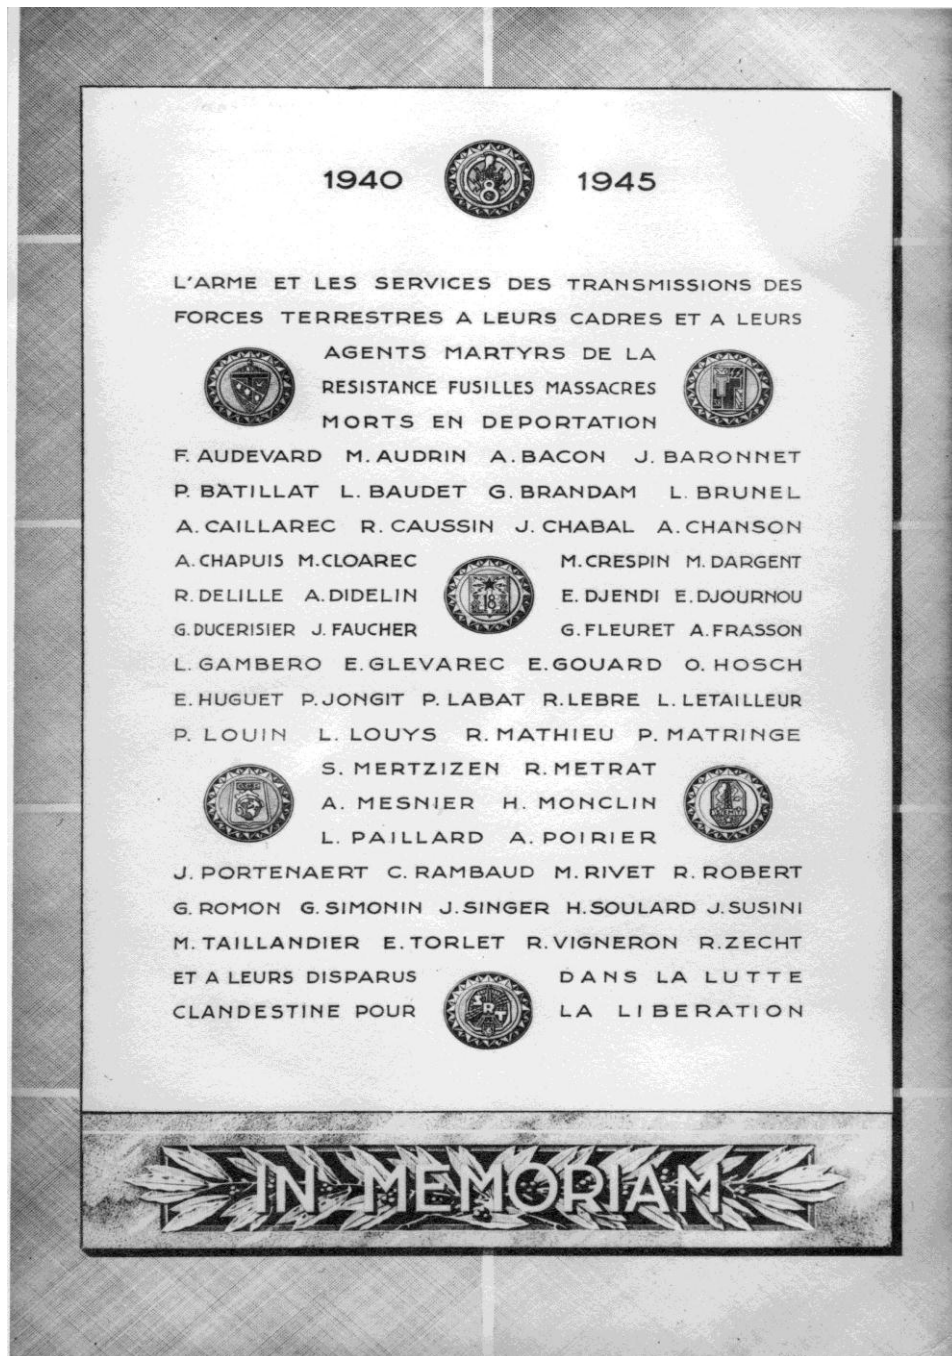 1940 8 1945
L'ARME ET LES SERVICES DES TRANSMISSIONS DES
FORCES TERRESTRES A LEURS CADRES ET A LEURS
AGENTS MARTYRS DE LA
RESISTANCE FUSILLES MASSACRES
MORTS EN DEPORTATION
F. AUDEVARD M. AUDRIN A. BACON J. BARONNET
P. BATILLAT L. BAUDET G. BRANDAM L. BRUNEL
A. CAILLAREC R. CAUSSIN J. CHABAL A. CHANSON
A. CHAPUIS M. CLOAREC M. CRESPIN M. DARGENT
R. DELILLE A. DIDELIN 18 E. DJENDI E. DJOURNOU
G. DUCERISIER J. FAUCHER G. FLEURET A. FRASSON
L. GAMBERO E. GLEVAREC E. GOUARD O. HOSCH
E. HUGUET P. JONGIT P. LABAT R. LEBRE L. LETAILLEUR
P. LOUIN L. LOUYS R. MATHIEU P. MATRINGE
S. MERTZIZEN R. METRAT
A. MESNIER H. MONCLIN
L. PAILLARD A. POIRIER
J. PORTENAERT C. RAMBAUD M. RIVET R. ROBERT
G. ROMON G. SIMONIN J. SINGER H. SOULARD J. SUSINI
M. TAILLANDIER E. TORLET R. VIGNERON R. ZECHT
ET A LEURS DISPARUS DANS LA LUTTE
CLANDESTINE POUR SRT LA LIBERATION
IN MEMORIAM